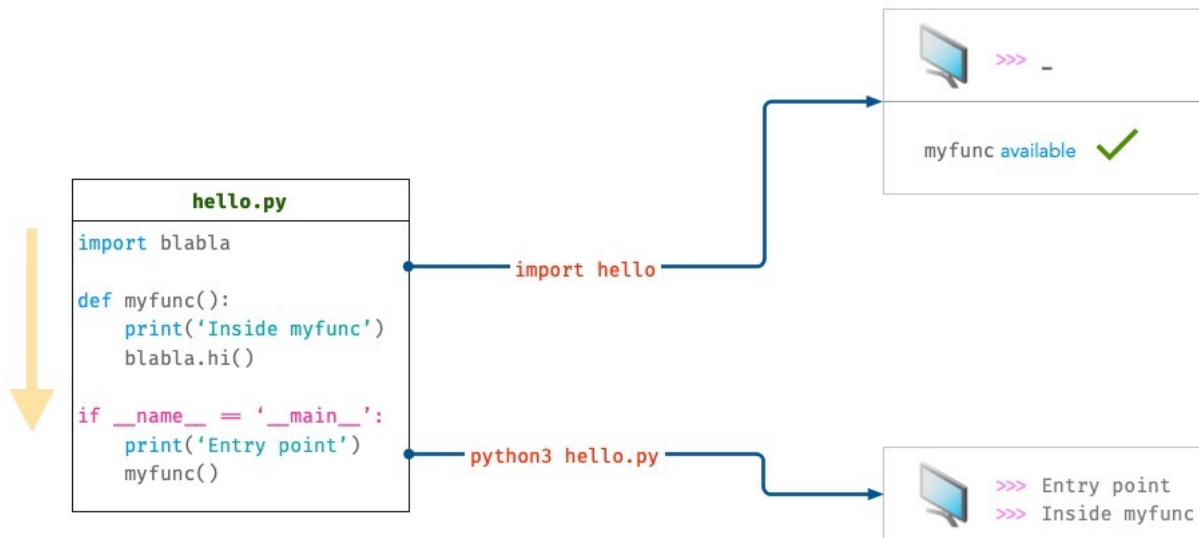 hello.py
import blabla
def myfunc():
print(‘Inside myfunc’)
blabla.hi()
if __name__ == ‘__main__’:
print(‘Entry point’)
myfunc()
import hello
>>> _
myfunc available
python3 hello.py
>>> Entry point
>>> Inside myfunc